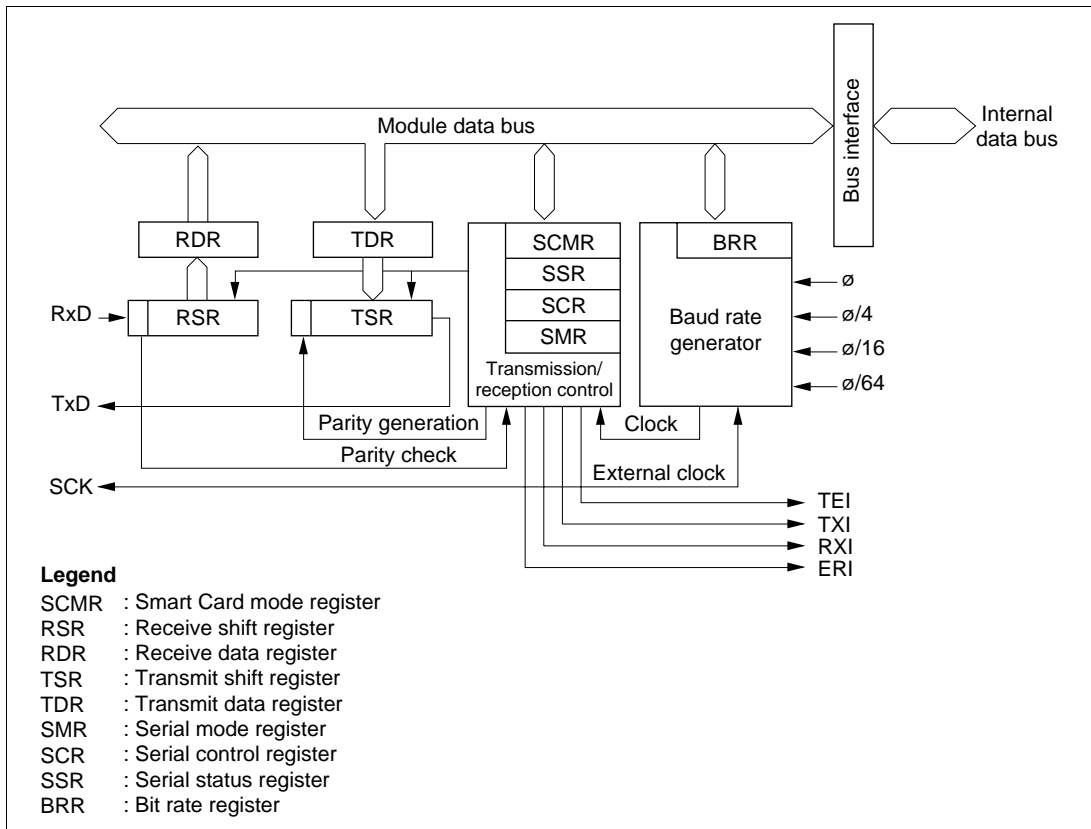 Module data bus
Bus interface
Internal
data bus
RDR
TDR
SCMR
SSR
SCR
SMR
BRR
RxD
RSR
TSR
Transmission/
reception control
Baud rate
generator
ø
ø/4
ø/16
ø/64
TxD
Parity generation
Clock
Parity check
SCK
External clock
TEI
TXI
RXI
ERI
Legend
SCMR : Smart Card mode register
RSR : Receive shift register
RDR : Receive data register
TSR : Transmit shift register
TDR : Transmit data register
SMR : Serial mode register
SCR : Serial control register
SSR : Serial status register
BRR : Bit rate register